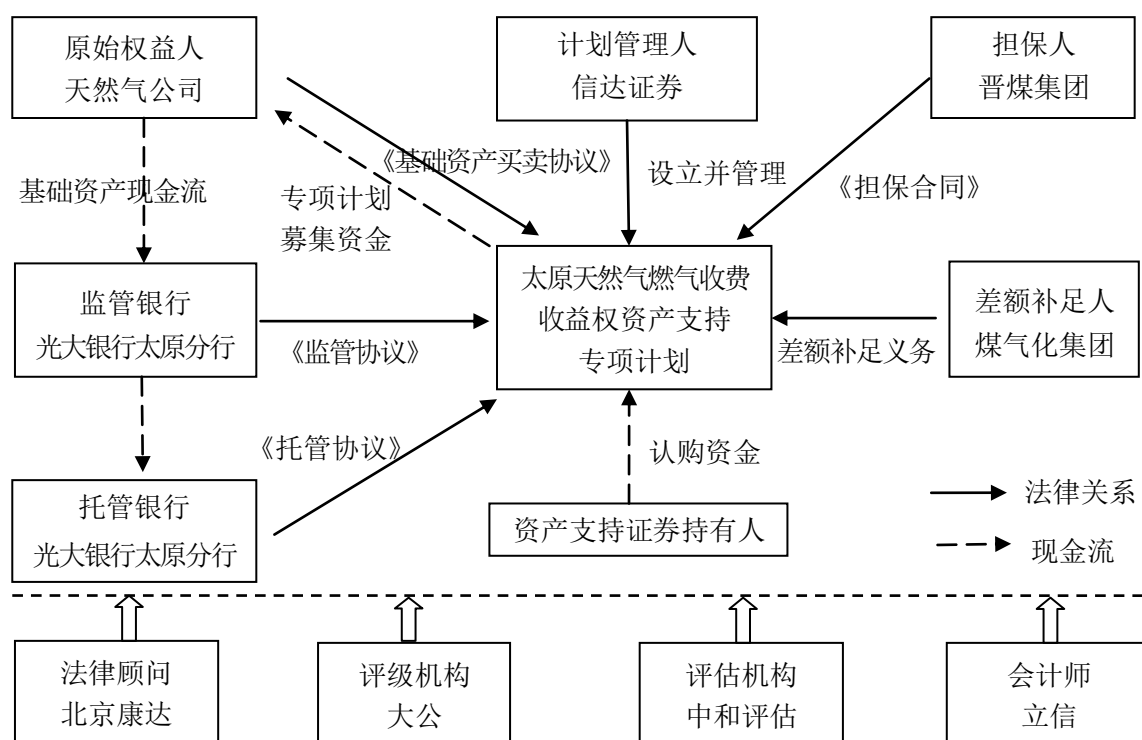 原始权益人
天然气公司
计划管理人
信达证券
担保人
晋煤集团
《基础资产买卖协议》
设立并管理
《担保合同》
基础资产现金流
专项计划
募集资金
监管银行
光大银行太原分行
《监管协议》
太原天然气燃气收费
收益权资产支持
专项计划
差额补足义务
差额补足人
煤气化集团
《托管协议》
认购资金
托管银行
光大银行太原分行
资产支持证券持有人
法律关系
现金流
法律顾问
北京康达
评级机构
大公
评估机构
中和评估
会计师
立信